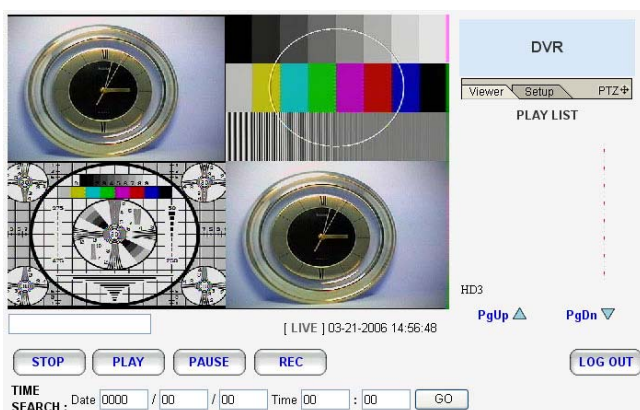 DVR
Viewer Setup PTZ
PLAY LIST
HD3
PgUp PgDn
[ LIVE ] 03-21-2006 14:56:48
STOP PLAY PAUSE REC LOG OUT
TIME
SEARCH : Date 0000 / 00 / 00 Time 00 : 00 GO